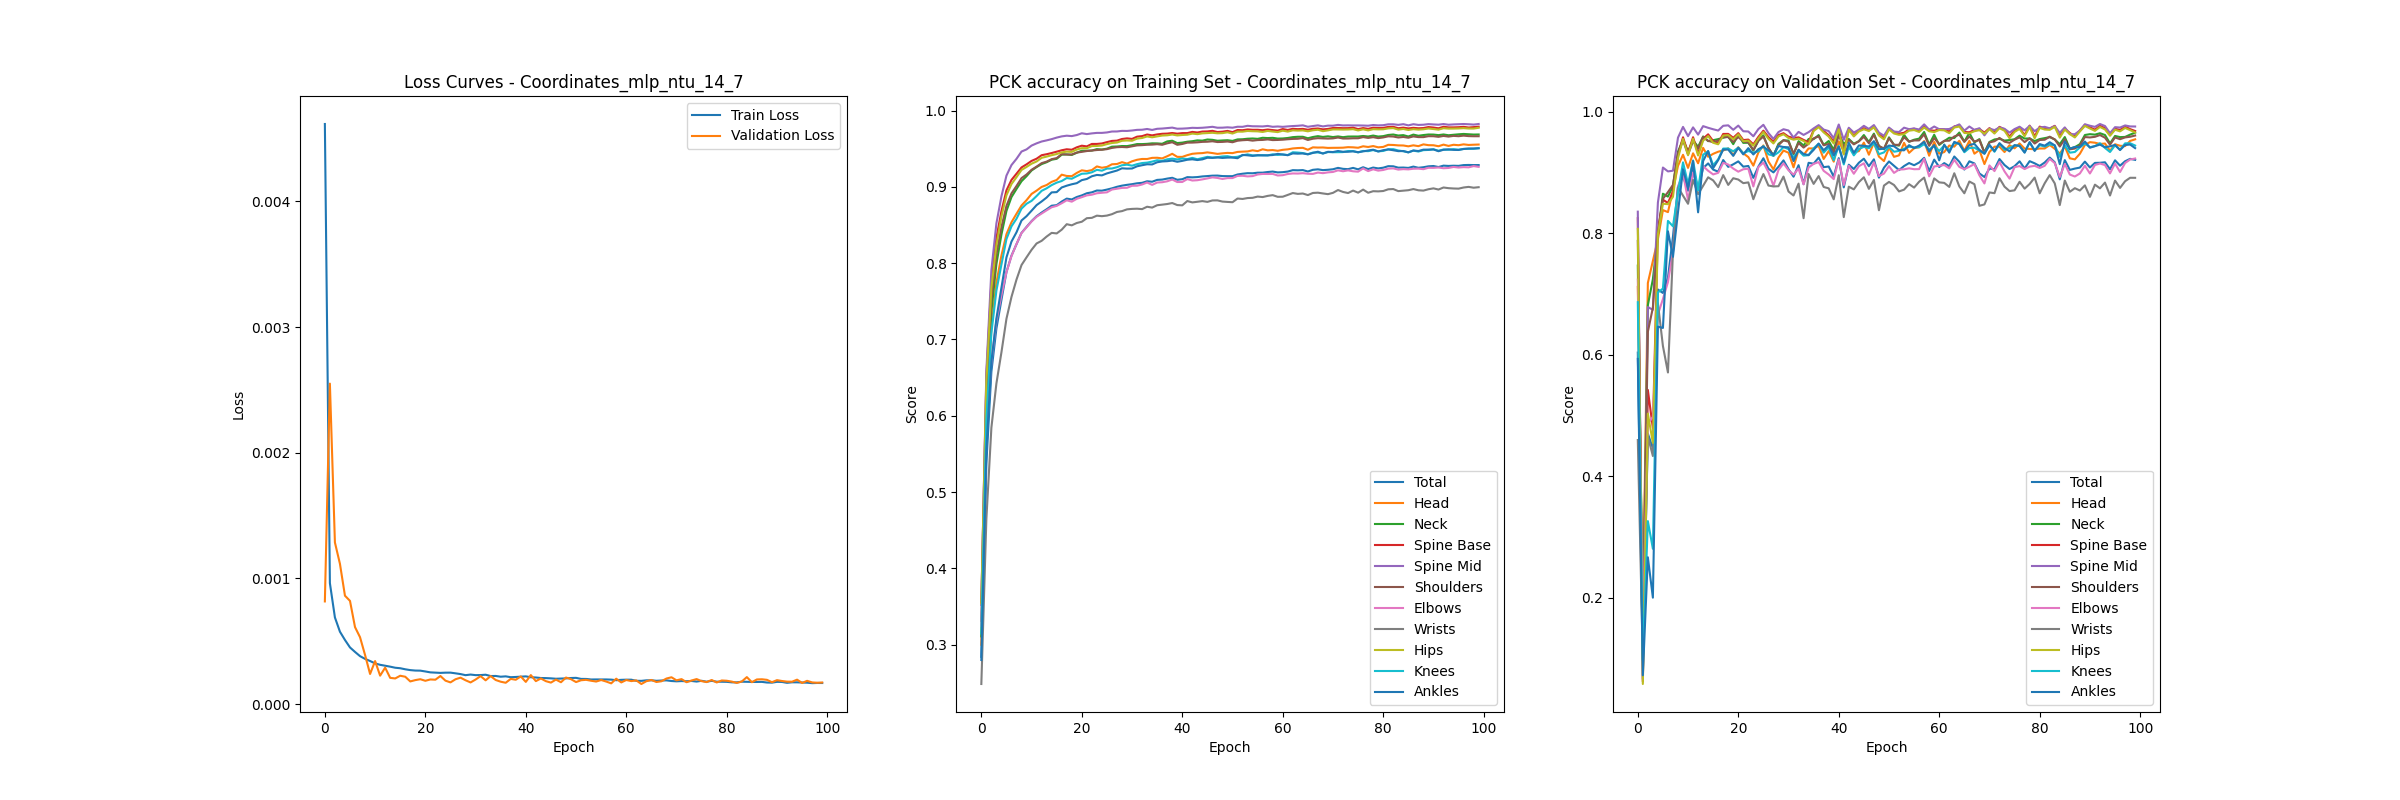 Loss Curves - Coordinates_mlp_ntu_14_7
Train Loss
Validation Loss
0.004
0.003
0.002
0.001
0.000
Loss
0 20 40 60 80 100
Epoch
PCK accuracy on Training Set - Coordinates_mlp_ntu_14_7
1.0
0.9
0.8
0.7
0.6
0.5
0.4
0.3
Score
Total
Head
Neck
Spine Base
Spine Mid
Shoulders
Elbows
Wrists
Hips
Knees
Ankles
0 20 40 60 80 100
Epoch
PCK accuracy on Validation Set - Coordinates_mlp_ntu_14_7
1.0
0.8
0.6
0.4
0.2
Score
Total
Head
Neck
Spine Base
Spine Mid
Shoulders
Elbows
Wrists
Hips
Knees
Ankles
0 20 40 60 80 100
Epoch